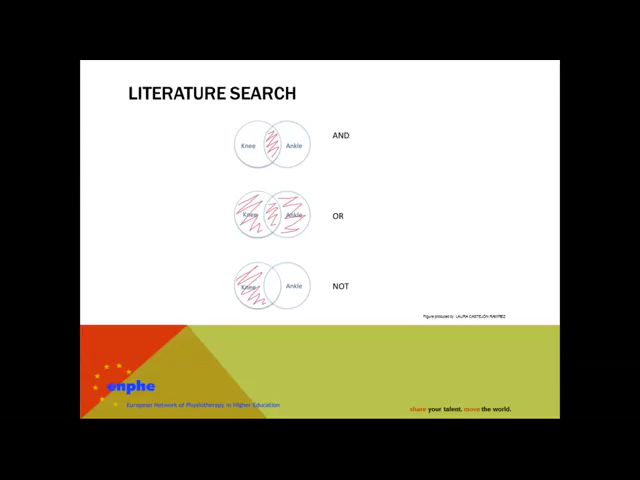 LITERATURE SEARCH
Knee Ankle AND
Knee Ankle OR
Knee Ankle NOT
Figure produced by LAURA CASTELLÓN RAMÍREZ
enphe
European Network of Physiotherapy in Higher Education
share your talent. move the world.